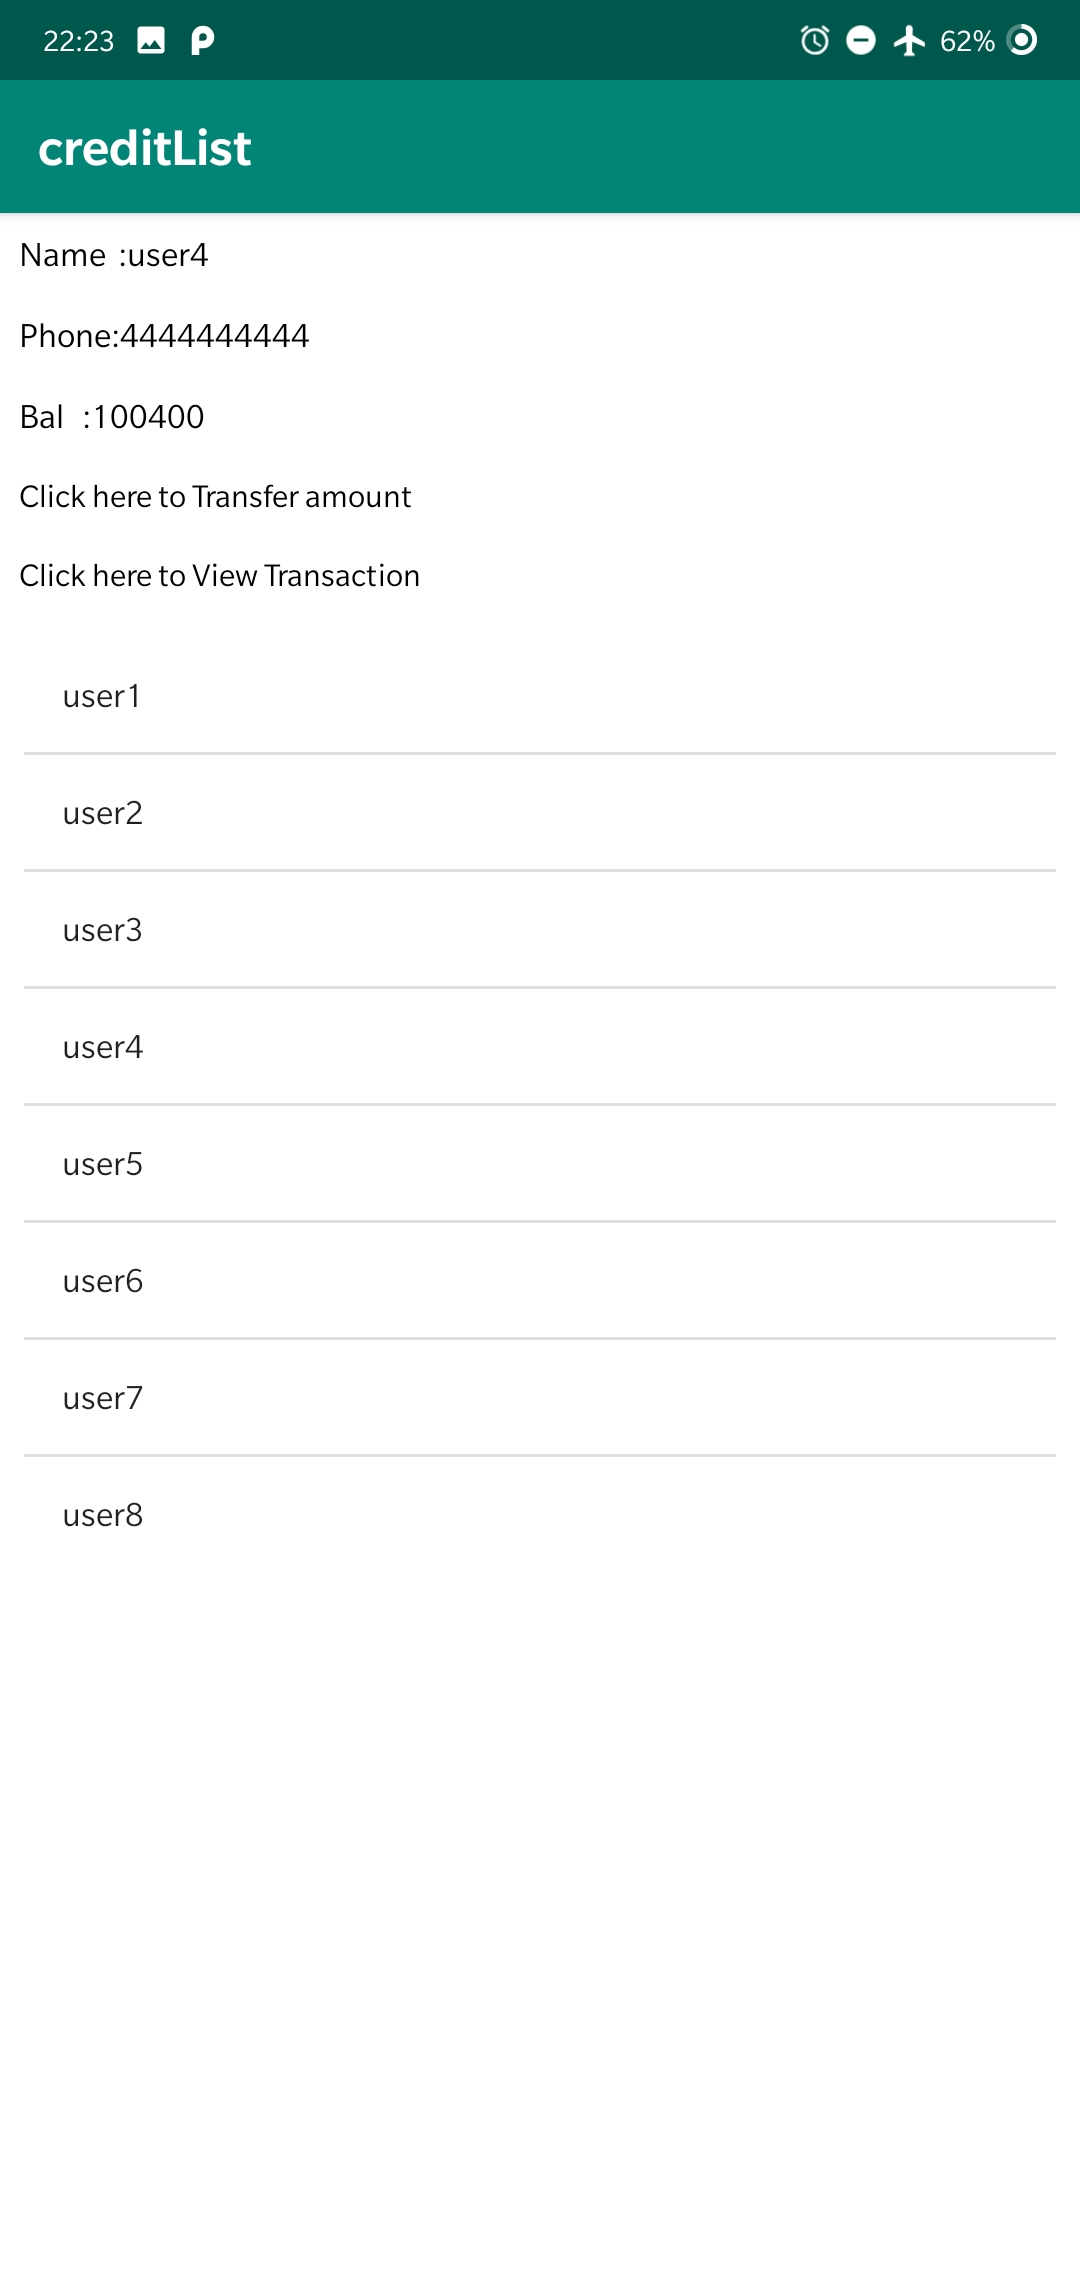 22:23 62%
creditList
Name :user4
Phone:4444444444
Bal :100400
Click here to Transfer amount
Click here to View Transaction
user1
user2
user3
user4
user5
user6
user7
user8